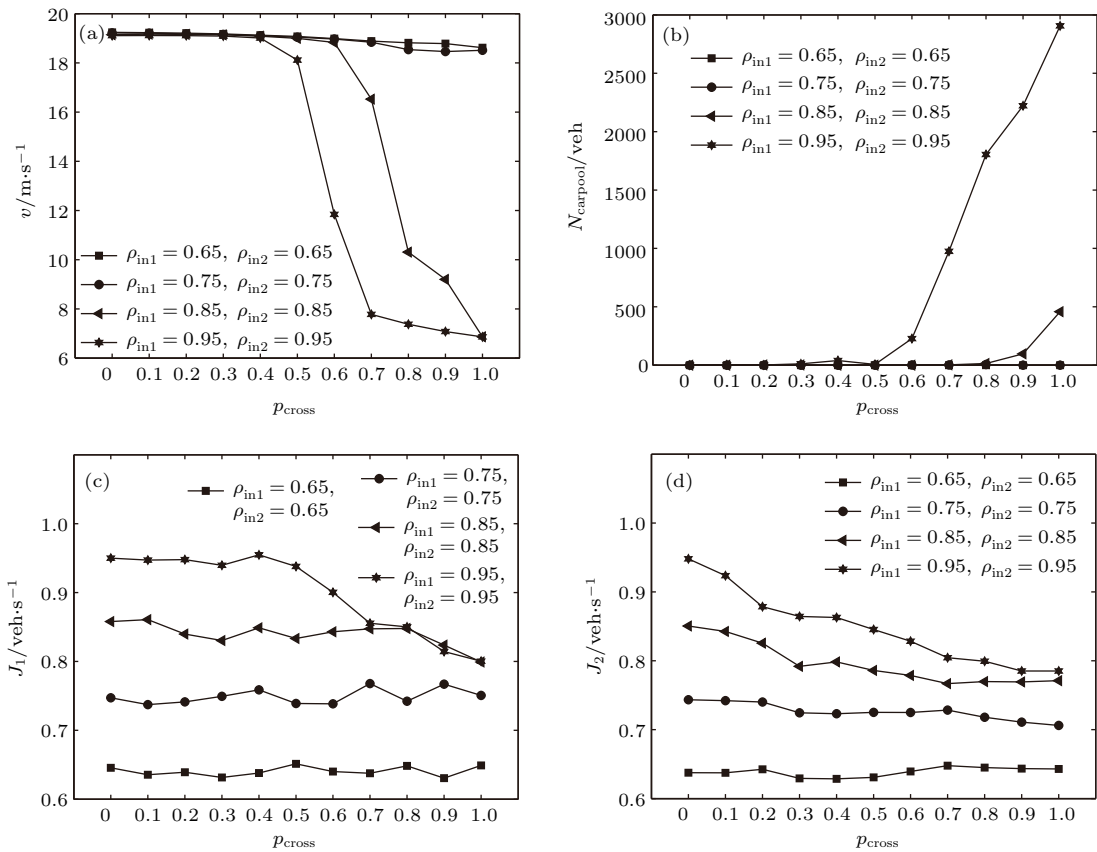 (a)
20
18
16
14
12
10
8
6
v/m·s⁻¹
ρin1 = 0.65, ρin2 = 0.65
ρin1 = 0.75, ρin2 = 0.75
ρin1 = 0.85, ρin2 = 0.85
ρin1 = 0.95, ρin2 = 0.95
0 0.1 0.2 0.3 0.4 0.5 0.6 0.7 0.8 0.9 1.0
pcross
(b)
3000
2500
2000
1500
1000
500
0
Ncarpool/veh
ρin1 = 0.65, ρin2 = 0.65
ρin1 = 0.75, ρin2 = 0.75
ρin1 = 0.85, ρin2 = 0.85
ρin1 = 0.95, ρin2 = 0.95
0 0.1 0.2 0.3 0.4 0.5 0.6 0.7 0.8 0.9 1.0
pcross
(c)
1.0
0.9
0.8
0.7
0.6
J1/veh·s⁻¹
ρin1 = 0.65,
ρin2 = 0.65
ρin1 = 0.75,
ρin2 = 0.75
ρin1 = 0.85,
ρin2 = 0.85
ρin1 = 0.95,
ρin2 = 0.95
0 0.1 0.2 0.3 0.4 0.5 0.6 0.7 0.8 0.9 1.0
pcross
(d)
1.0
0.9
0.8
0.7
0.6
J2/veh·s⁻¹
ρin1 = 0.65, ρin2 = 0.65
ρin1 = 0.75, ρin2 = 0.75
ρin1 = 0.85, ρin2 = 0.85
ρin1 = 0.95, ρin2 = 0.95
0 0.1 0.2 0.3 0.4 0.5 0.6 0.7 0.8 0.9 1.0
pcross